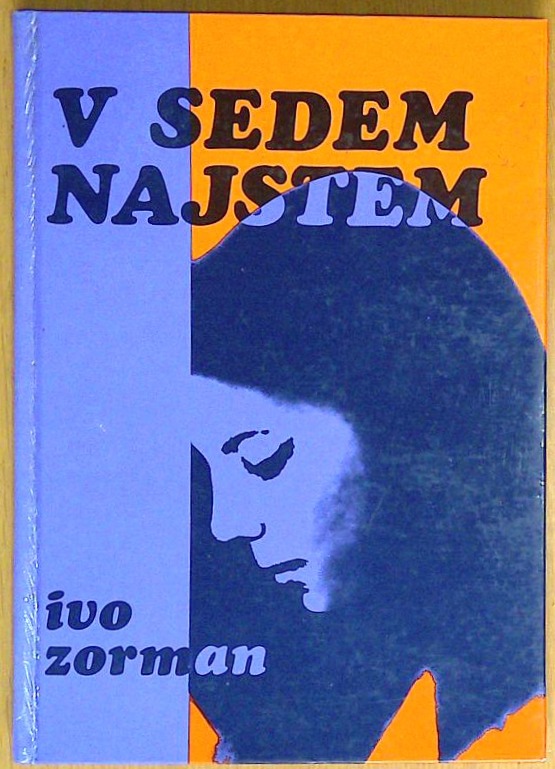 V SEDEM
NAJSTEM
ivo
zorman